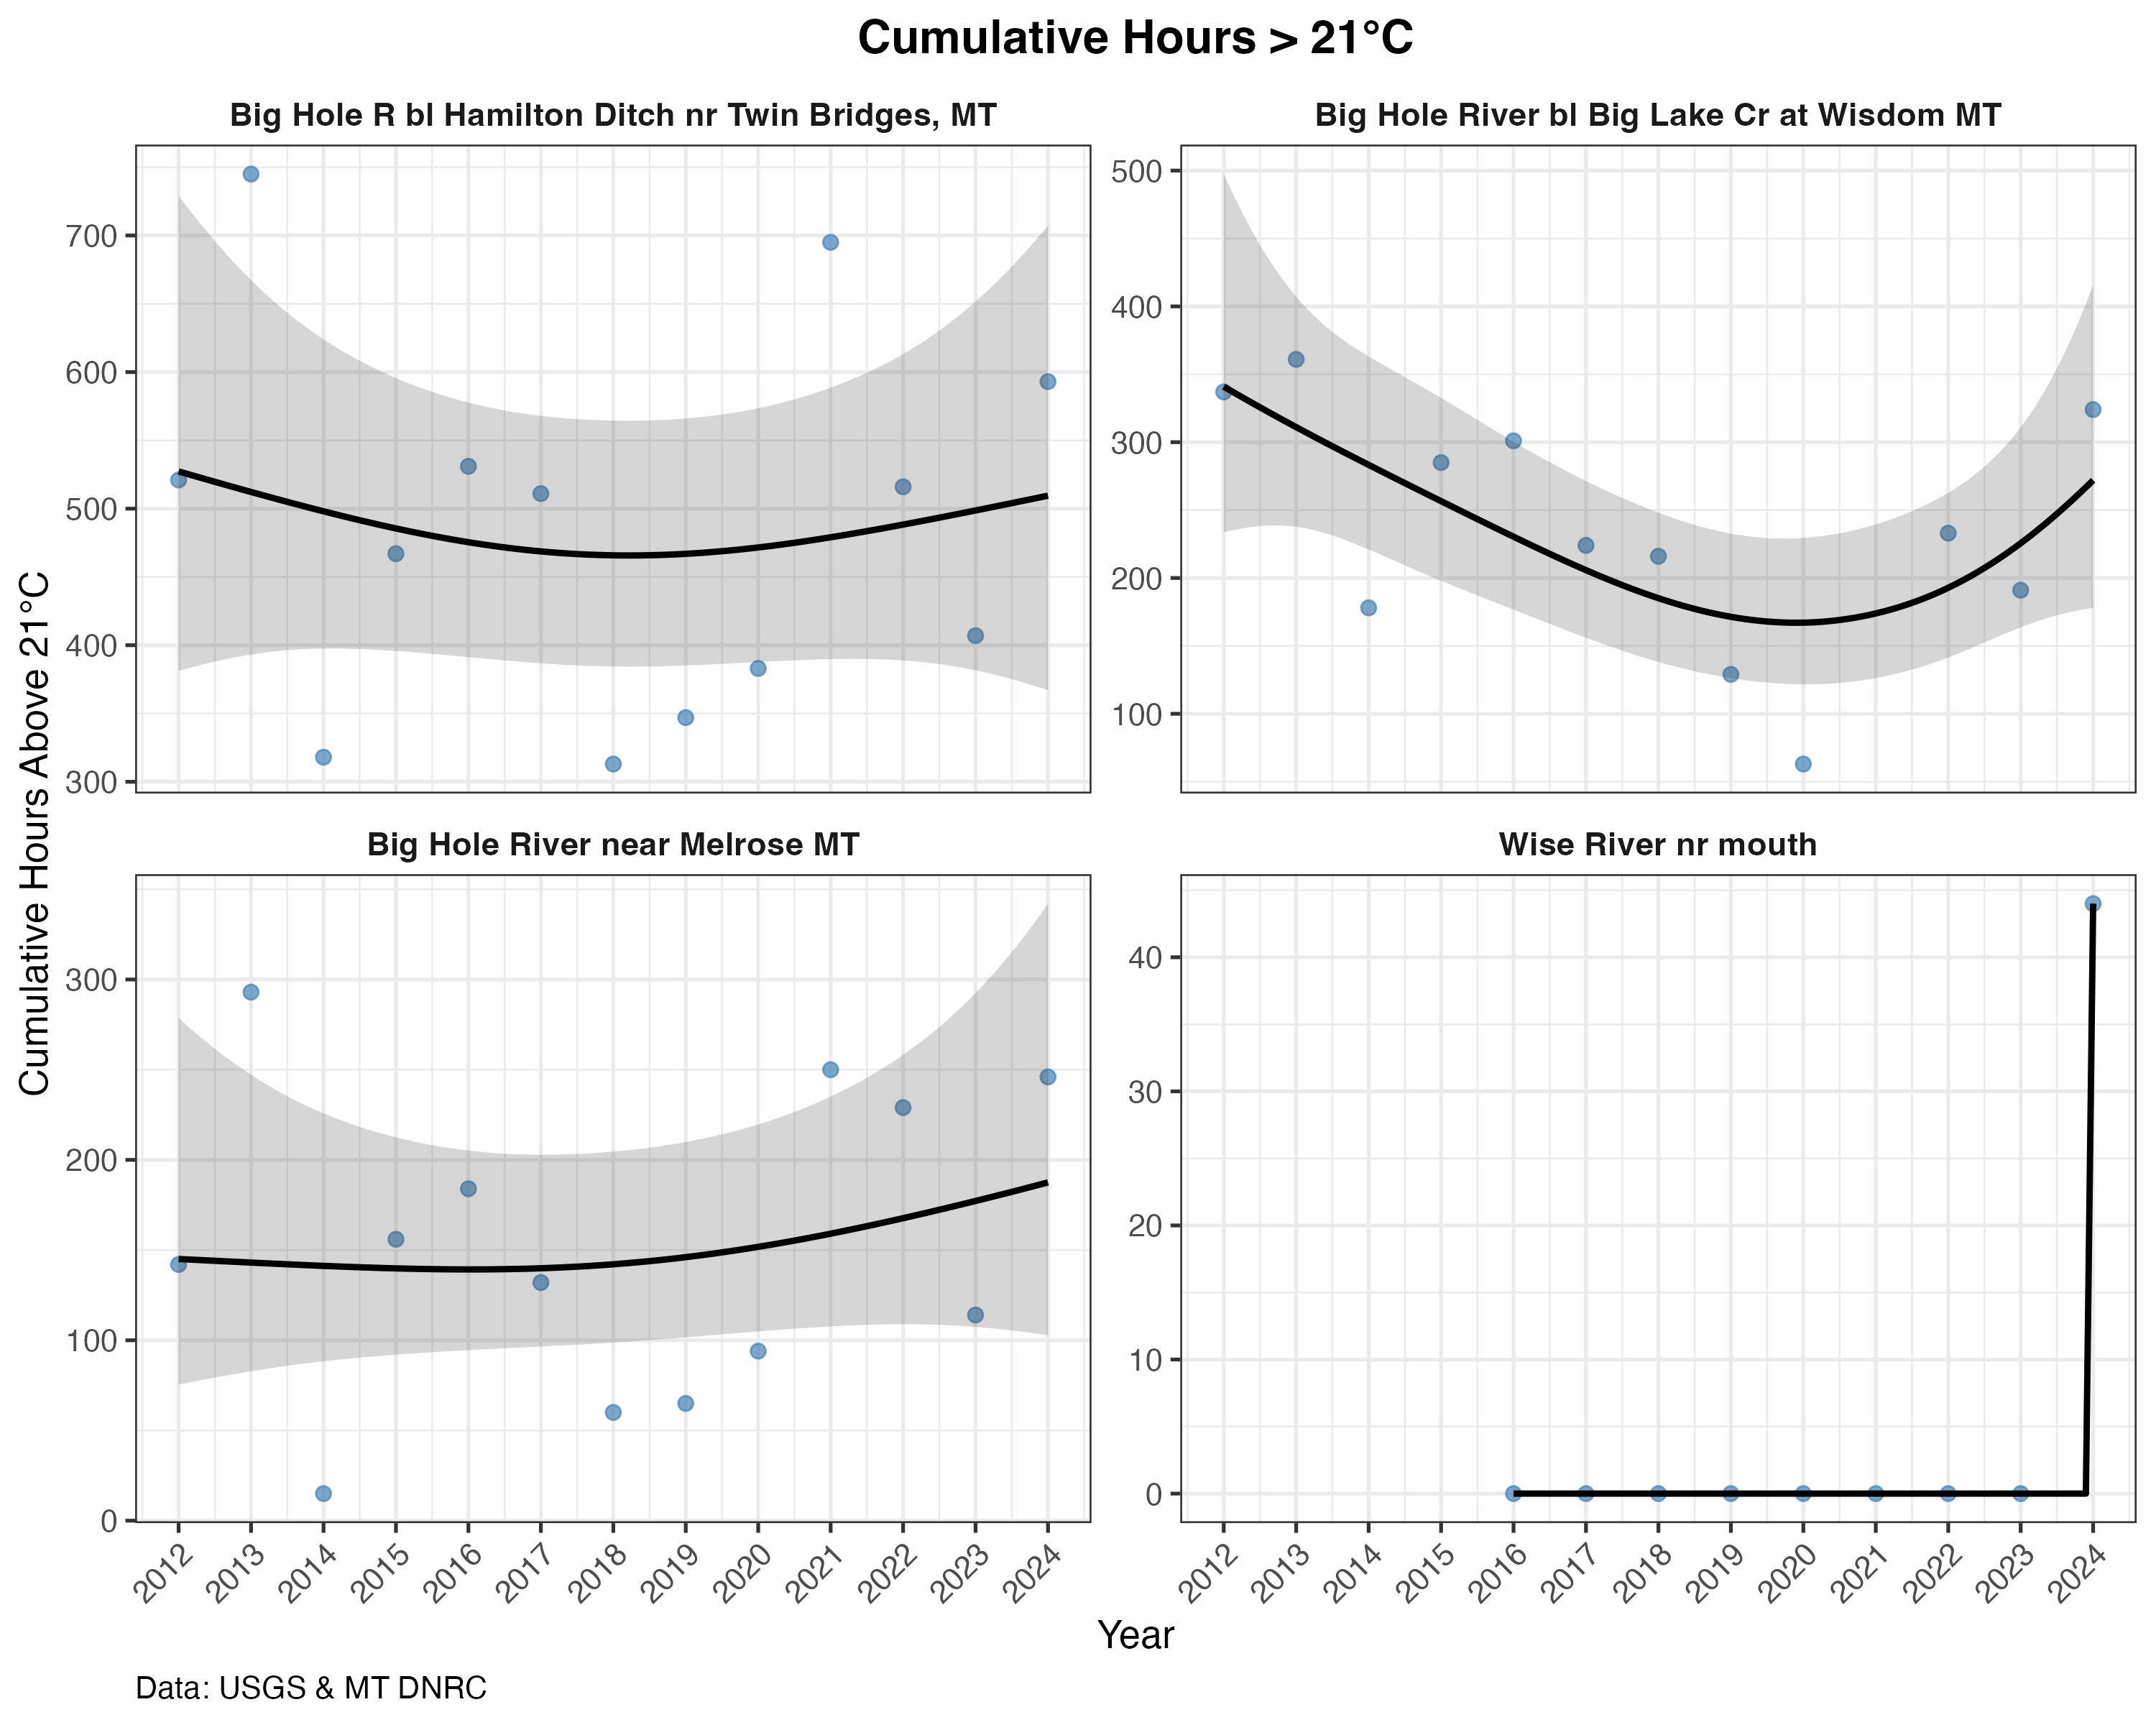 Cumulative Hours > 21°C
Big Hole R bl Hamilton Ditch nr Twin Bridges, MT
Big Hole River bl Big Lake Cr at Wisdom MT
700
600
500
400
300
500
400
300
200
100
Cumulative Hours Above 21°C
Big Hole River near Melrose MT
Wise River nr mouth
300
200
100
0
40
30
20
10
0
2012 2013 2014 2015 2016 2017 2018 2019 2020 2021 2022 2023 2024
2012 2013 2014 2015 2016 2017 2018 2019 2020 2021 2022 2023 2024
Year
Data: USGS & MT DNRC